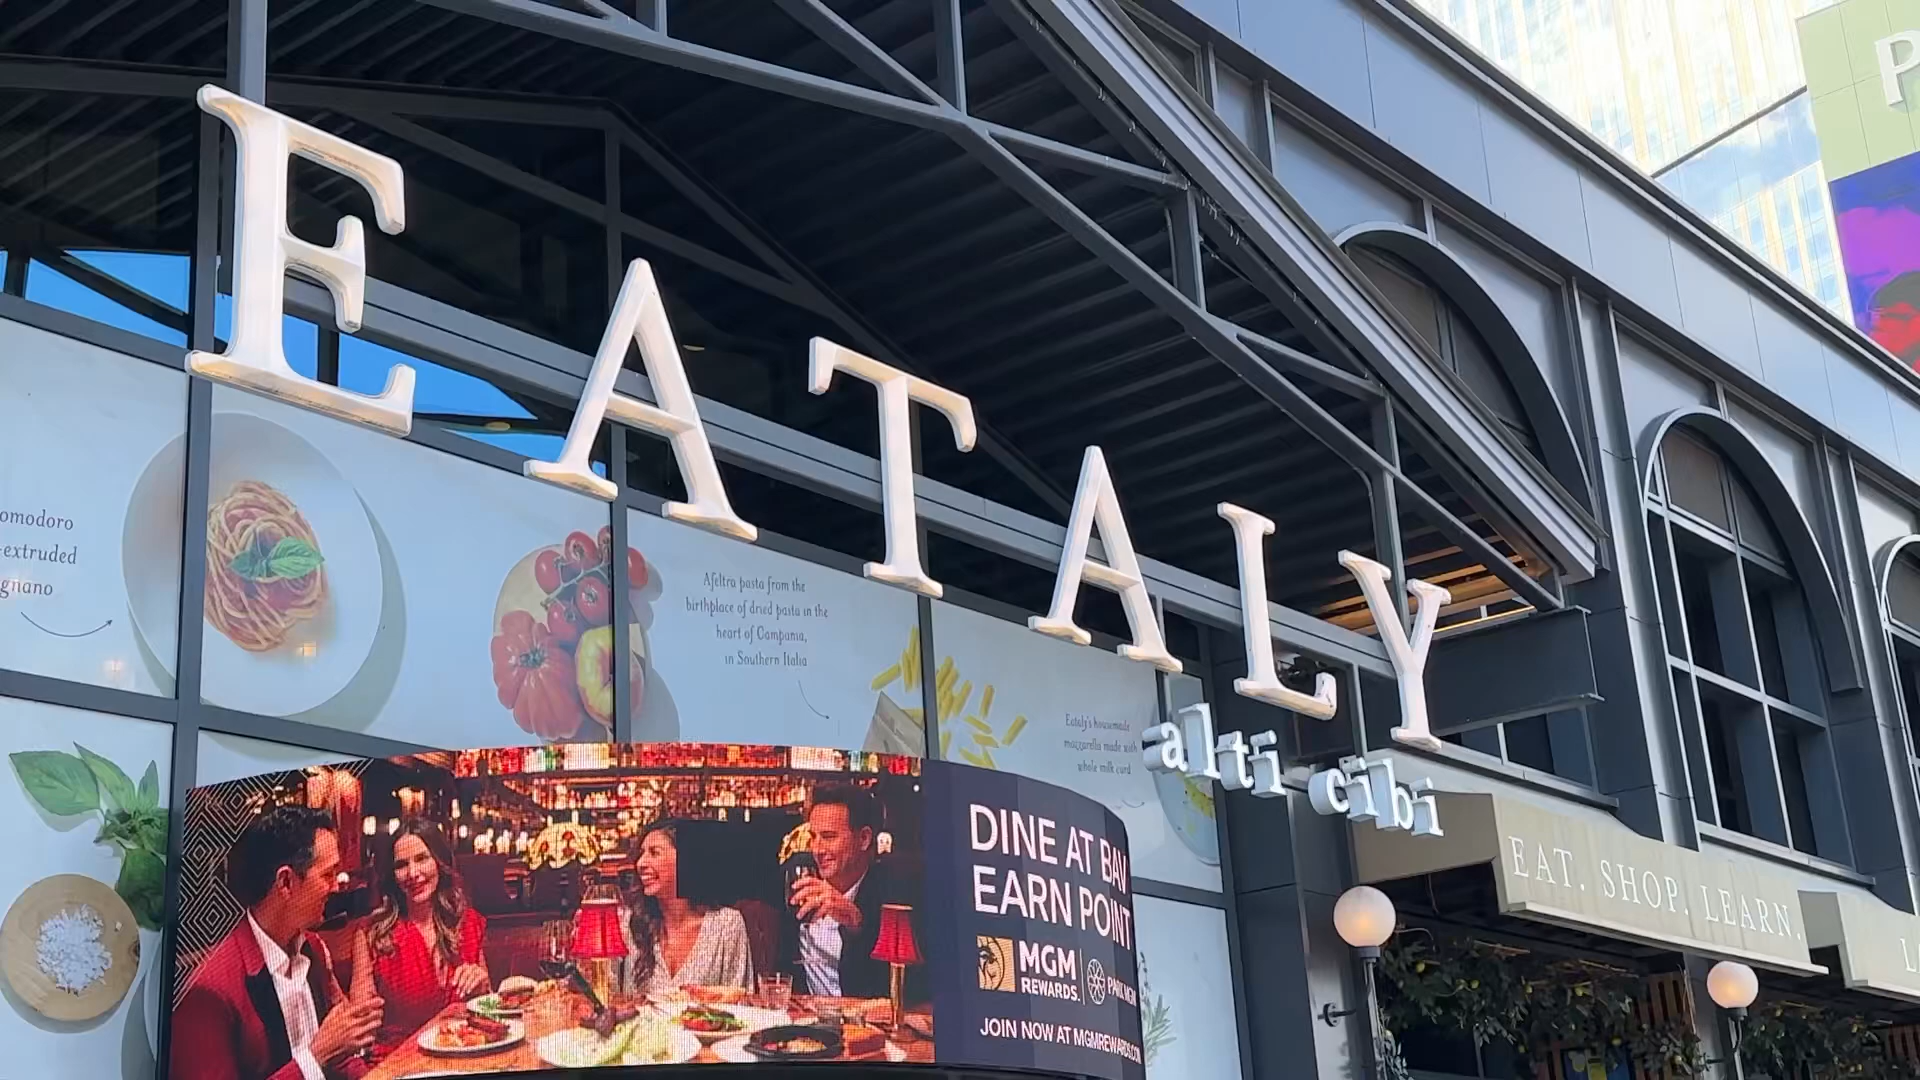 EATALY
alti cibi
EAT. SHOP. LEARN.
L
P
omodoro
-extruded
gnano
Afeltra pasta from the
birthplace of dried pasta in the
heart of Campania,
in Southern Italia
Eataly's housemade
mozzarella made with
whole milk curd
DINE AT BAV
EARN POINT
MGM
REWARDS.
PARK MGM
JOIN NOW AT MGMREWARDS.COM